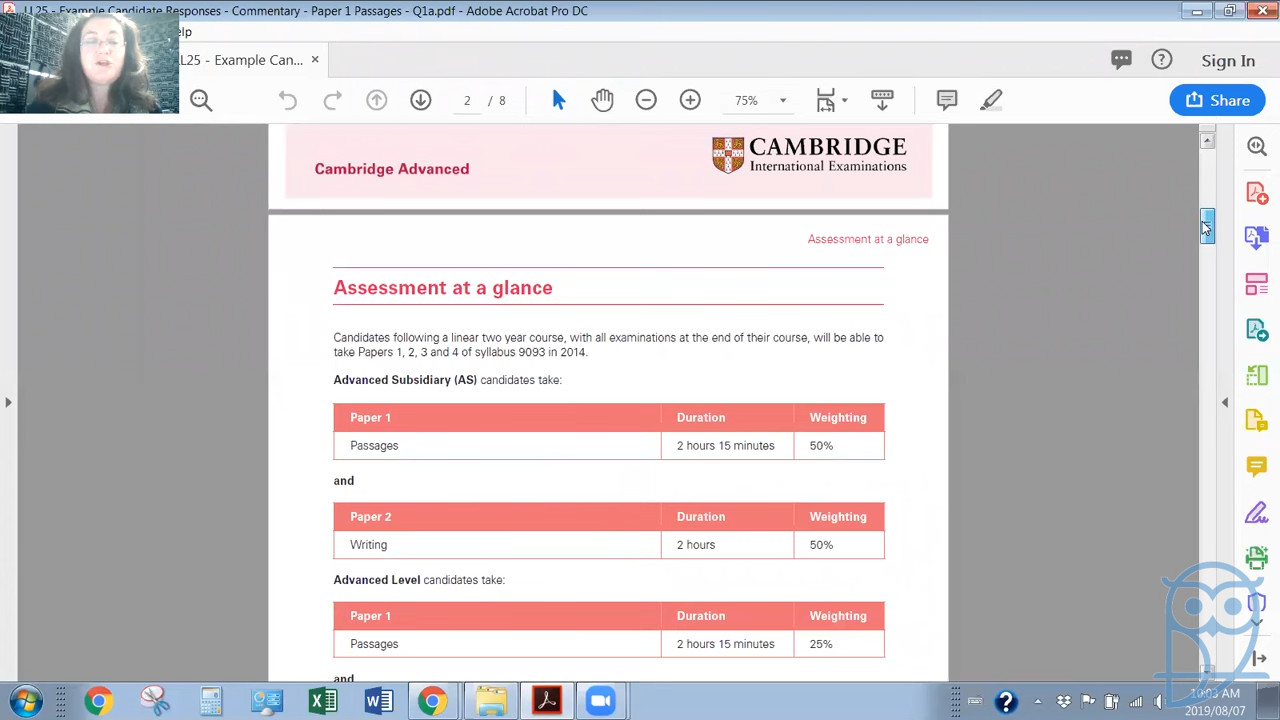 LL25 - Example Candidate Responses - Commentary - Paper 1 Passages - Q1a.pdf - Adobe Acrobat Pro DC
lp
L25 - Example Can...
Sign In
2 / 8
75%
Share
Cambridge Advanced
CAMBRIDGE
International Examinations
Assessment at a glance
Assessment at a glance
Candidates following a linear two year course, with all examinations at the end of their course, will be able to
take Papers 1, 2, 3 and 4 of syllabus 9093 in 2014.
Advanced Subsidiary (AS) candidates take:
Paper 1 Duration Weighting
Passages 2 hours 15 minutes 50%
and
Paper 2 Duration Weighting
Writing 2 hours 50%
Advanced Level candidates take:
Paper 1 Duration Weighting
Passages 2 hours 15 minutes 25%
and
10:03 AM
2019/08/07